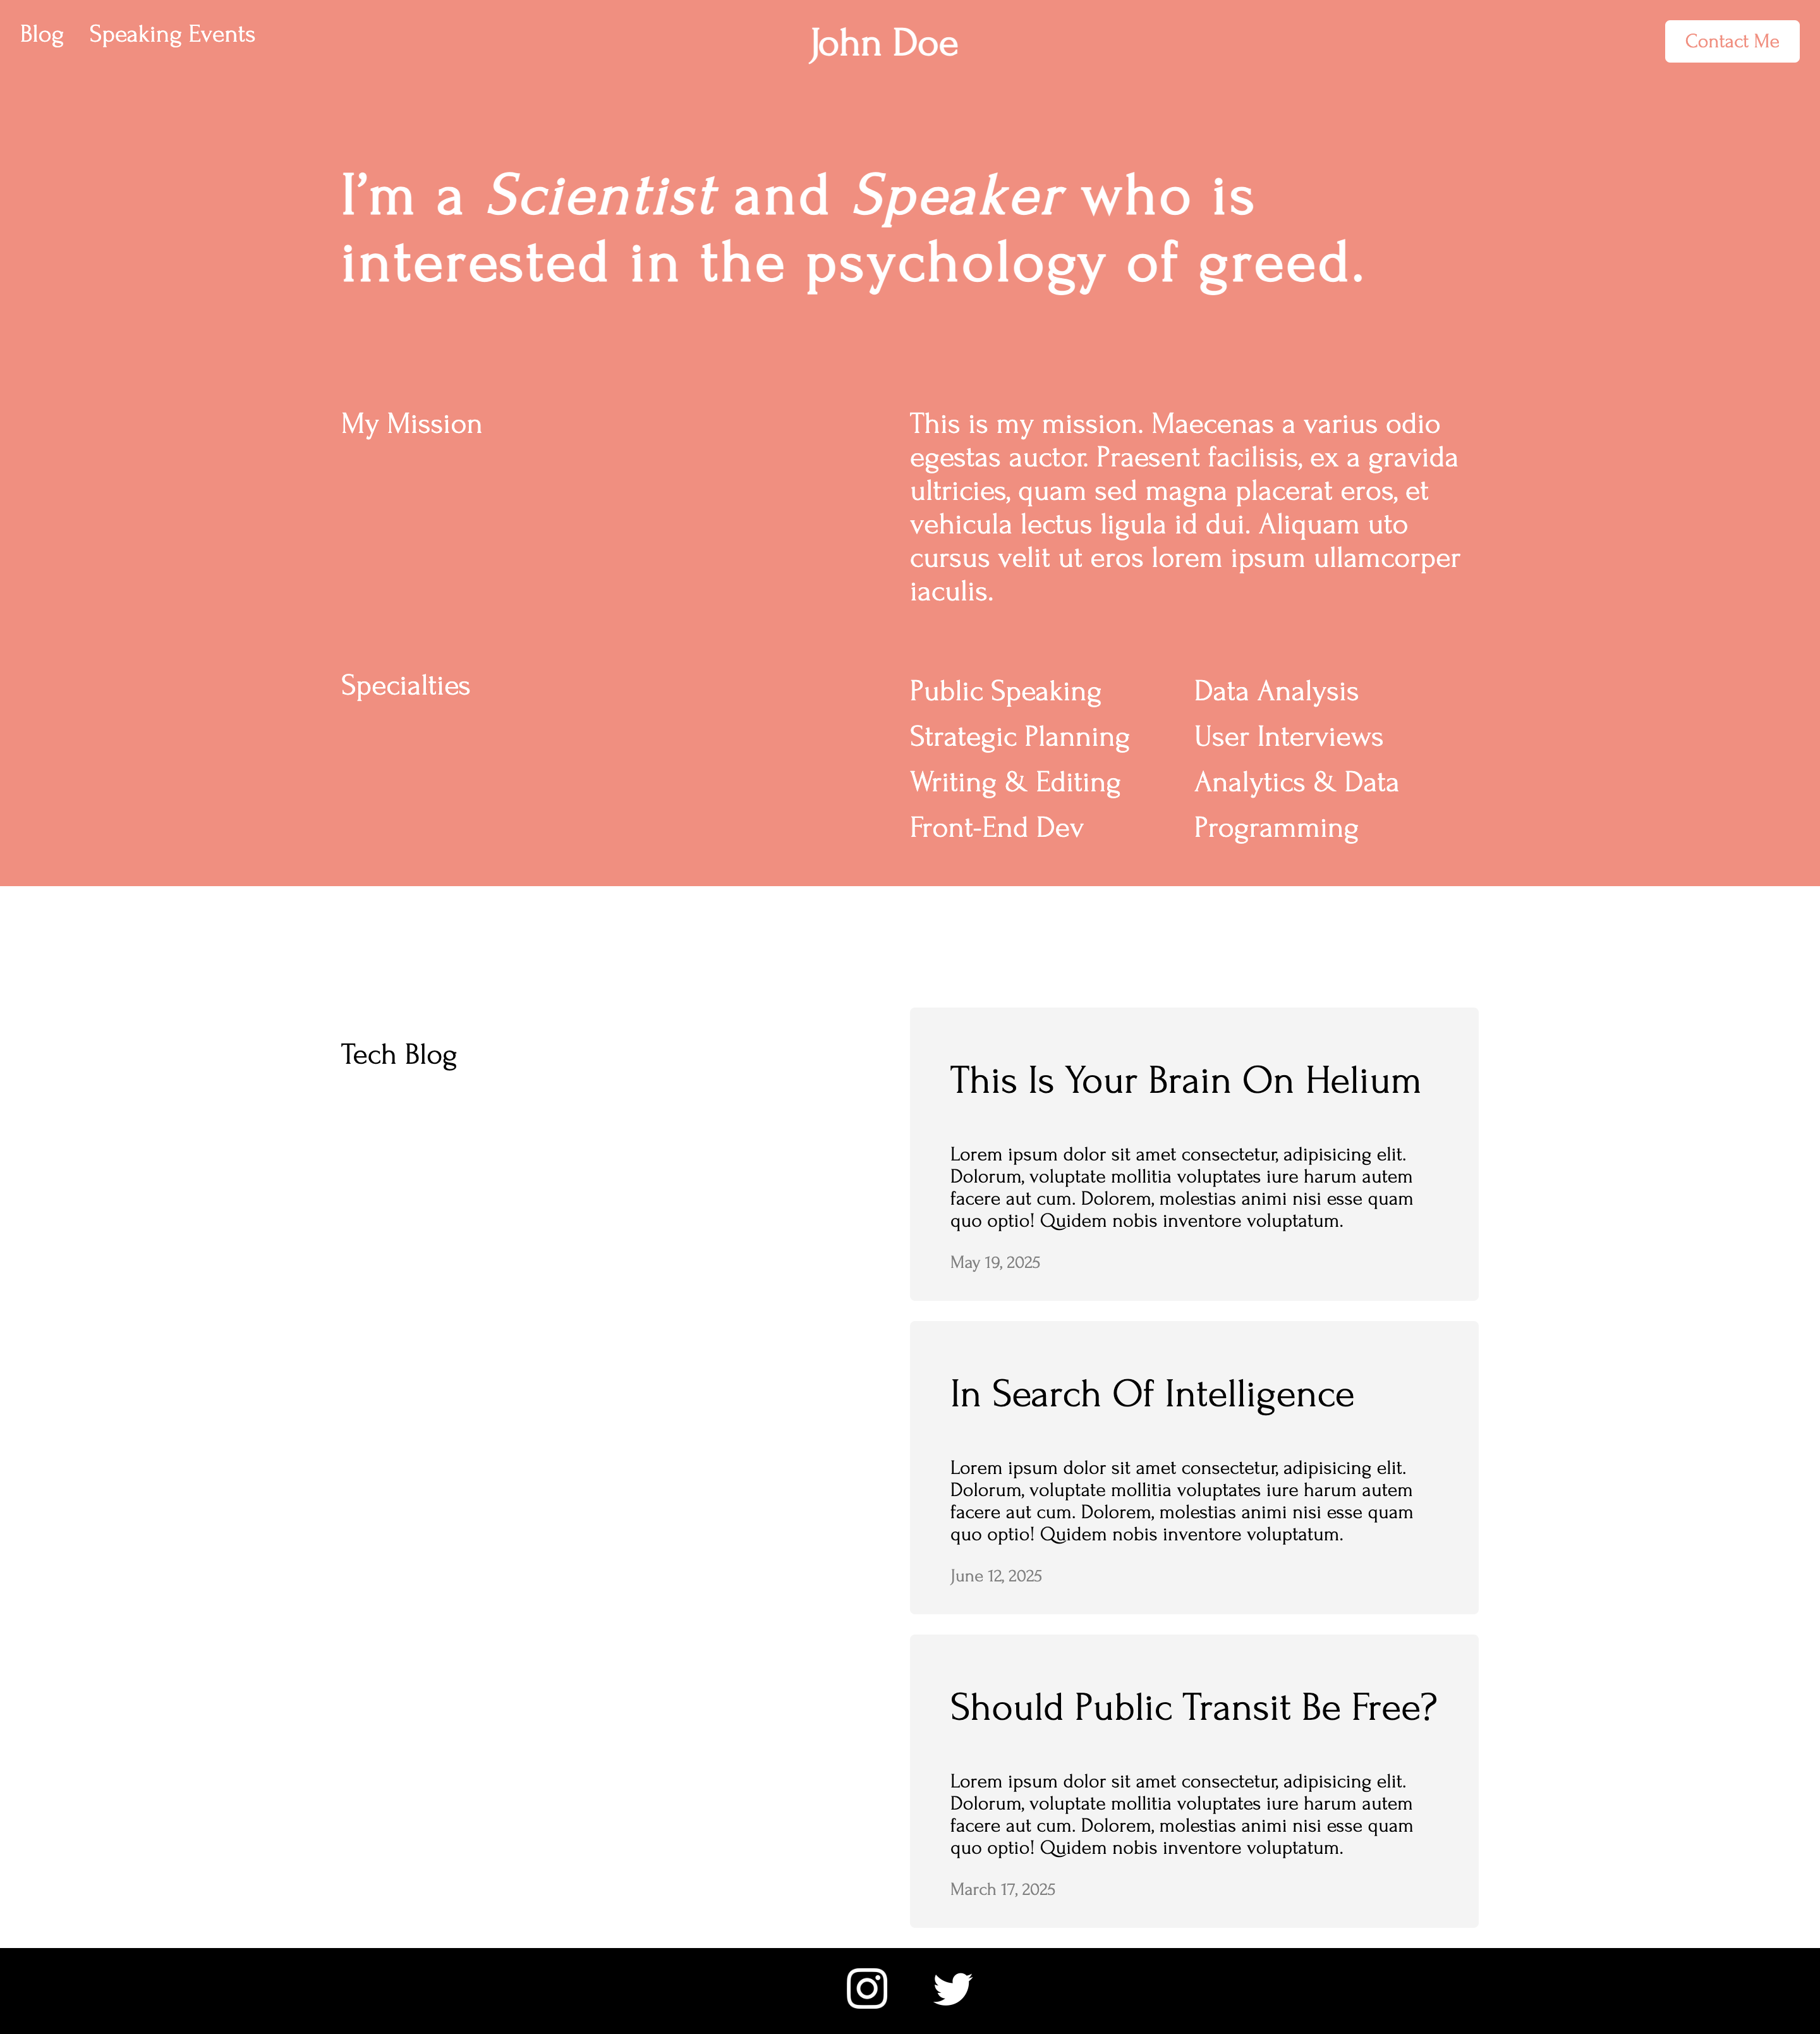 Blog
Speaking Events
John Doe
Contact Me
I’m a Scientist and Speaker who is
interested in the psychology of greed.
My Mission
This is my mission. Maecenas a varius odio
egestas auctor. Praesent facilisis, ex a gravida
ultricies, quam sed magna placerat eros, et
vehicula lectus ligula id dui. Aliquam uto
cursus velit ut eros lorem ipsum ullamcorper
iaculis.
Specialties
Public Speaking
Strategic Planning
Writing & Editing
Front-End Dev
Data Analysis
User Interviews
Analytics & Data
Programming
Tech Blog
This Is Your Brain On Helium
Lorem ipsum dolor sit amet consectetur, adipisicing elit.
Dolorum, voluptate mollitia voluptates iure harum autem
facere aut cum. Dolorem, molestias animi nisi esse quam
quo optio! Quidem nobis inventore voluptatum.
May 19, 2025
In Search Of Intelligence
Lorem ipsum dolor sit amet consectetur, adipisicing elit.
Dolorum, voluptate mollitia voluptates iure harum autem
facere aut cum. Dolorem, molestias animi nisi esse quam
quo optio! Quidem nobis inventore voluptatum.
June 12, 2025
Should Public Transit Be Free?
Lorem ipsum dolor sit amet consectetur, adipisicing elit.
Dolorum, voluptate mollitia voluptates iure harum autem
facere aut cum. Dolorem, molestias animi nisi esse quam
quo optio! Quidem nobis inventore voluptatum.
March 17, 2025